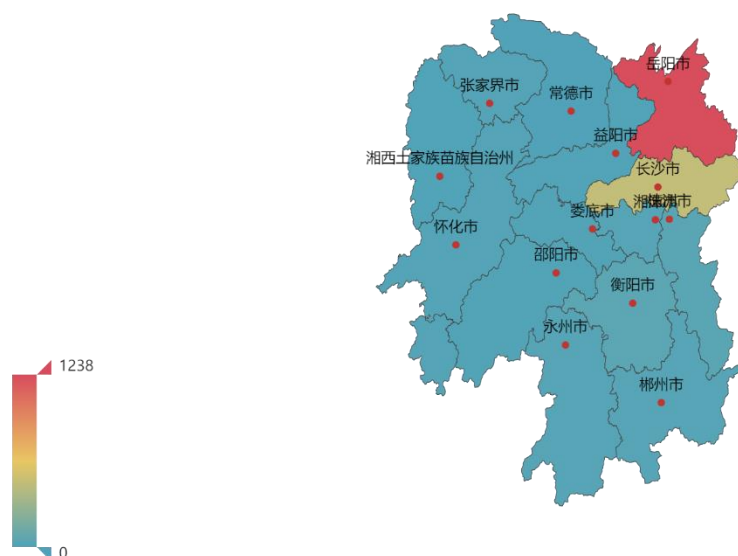 岳阳市
张家界市
常德市
益阳市
湘西土家族苗族自治州
长沙市
娄底市
怀化市
邵阳市
衡阳市
永州市
郴州市
1238
0